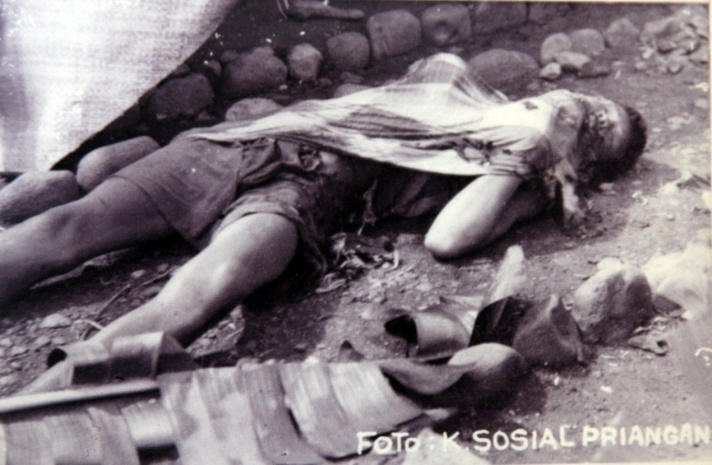 FOTO : K. SOSIAL PRIANGAN